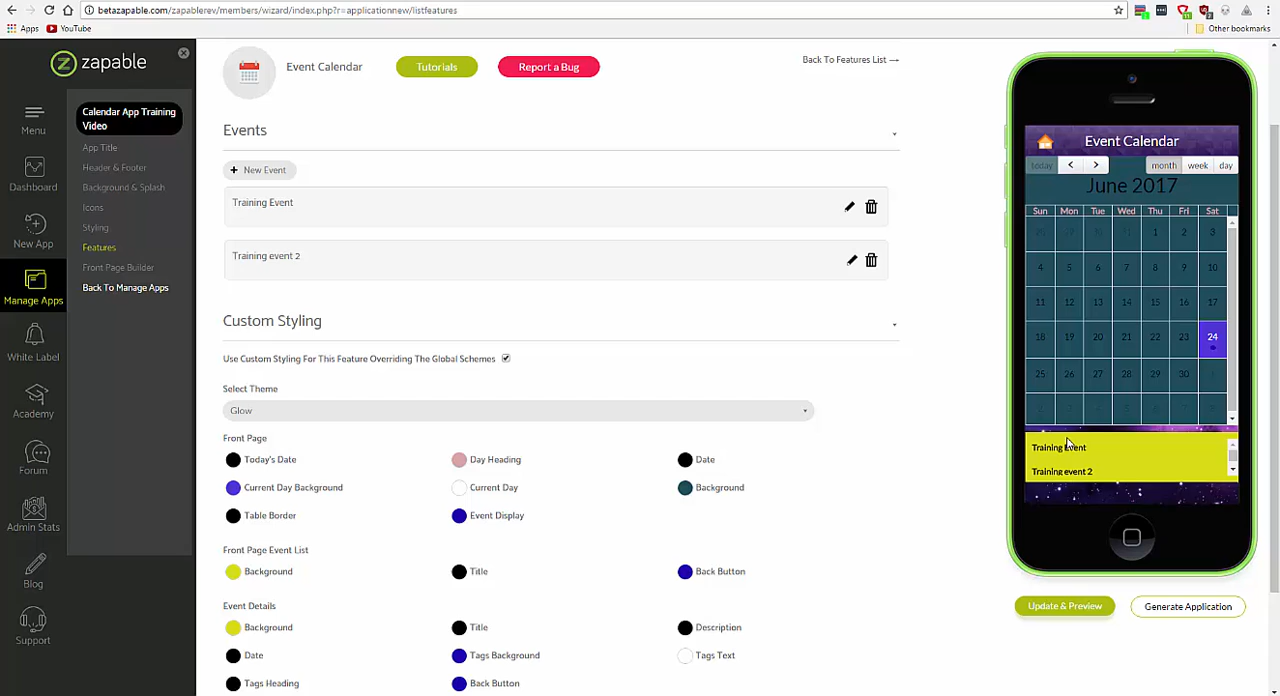 betazapable.com/zapablerev/members/wizard/index.php?r=applicationnew/listfeatures
Apps
YouTube
Other bookmarks
zapable
Menu
Dashboard
New App
Manage Apps
White Label
Academy
Forum
Admin Stats
Blog
Support
Calendar App Training
Video
App Title
Header & Footer
Background & Splash
Icons
Styling
Features
Front Page Builder
Back To Manage Apps
Event Calendar
Tutorials
Report a Bug
Back To Features List →
Events
+ New Event
Training Event
Training event 2
Custom Styling
Use Custom Styling For This Feature Overriding The Global Schemes
Select Theme
Glow
Front Page
Today's Date
Day Heading
Date
Current Day Background
Current Day
Background
Table Border
Event Display
Front Page Event List
Background
Title
Back Button
Event Details
Background
Title
Description
Date
Tags Background
Tags Text
Tags Heading
Back Button
Event Calendar
today < > month week day
June 2017
Sun Mon Tue Wed Thu Fri Sat
1 2 3
4 5 6 7 8 9 10
11 12 13 14 15 16 17
18 19 20 21 22 23 24
25 26 27 28 29 30
Training Event
Training event 2
Update & Preview
Generate Application